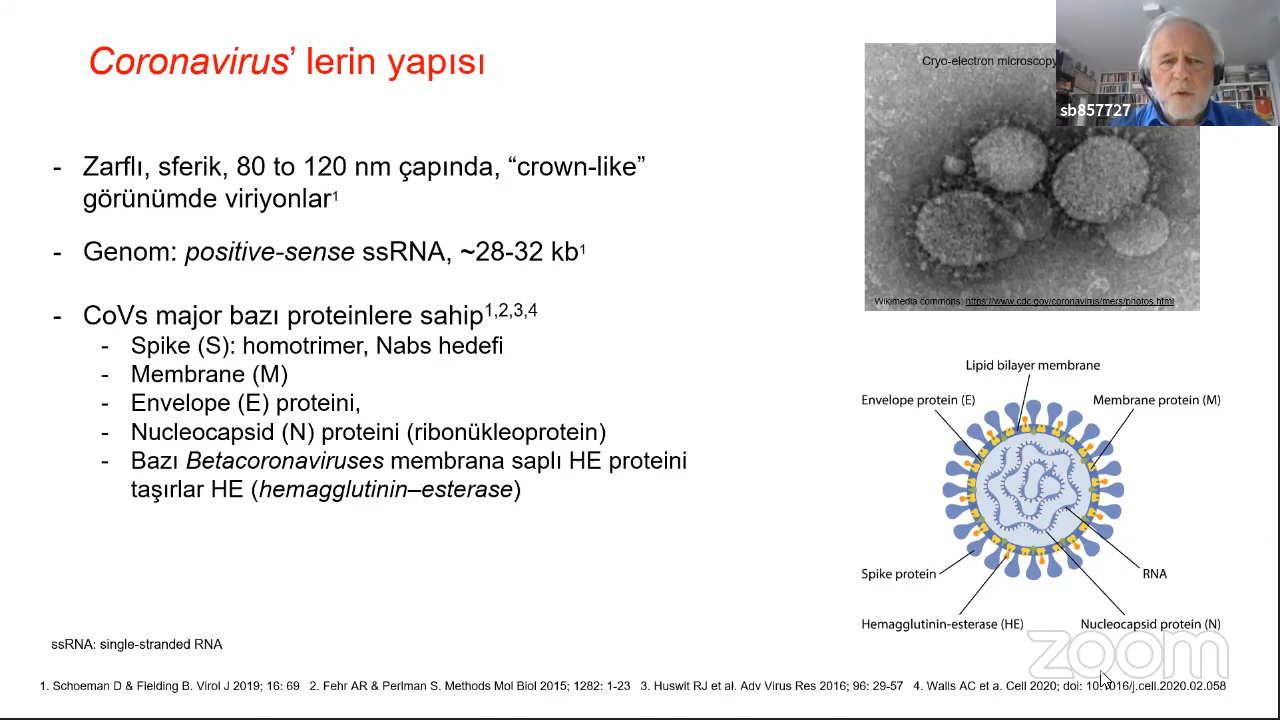 Coronavirus’ lerin yapısı
Cryo-electron microscopy
sb857727
- Zarflı, sferik, 80 to 120 nm çapında, “crown-like”
görünümde viriyonlar1
- Genom: positive-sense ssRNA, ~28-32 kb1
- CoVs major bazı proteinlere sahip1,2,3,4
- Spike (S): homotrimer, Nabs hedefi
- Membrane (M)
- Envelope (E) proteini,
- Nucleocapsid (N) proteini (ribonükleoprotein)
- Bazı Betacoronaviruses membrana saplı HE proteini
taşırlar HE (hemagglutinin–esterase)
Wikimedia commons: https://www.cdc.gov/coronavirus/mers/photos.html
Lipid bilayer membrane
Envelope protein (E)
Membrane protein (M)
Spike protein
RNA
Hemagglutinin-esterase (HE)
Nucleocapsid protein (N)
zoom
ssRNA: single-stranded RNA
1. Schoeman D & Fielding B. Virol J 2019; 16: 69 2. Fehr AR & Perlman S. Methods Mol Biol 2015; 1282: 1-23 3. Huswit RJ et al. Adv Virus Res 2016; 96: 29-57 4. Walls AC et a. Cell 2020; doi: 10.1016/j.cell.2020.02.058